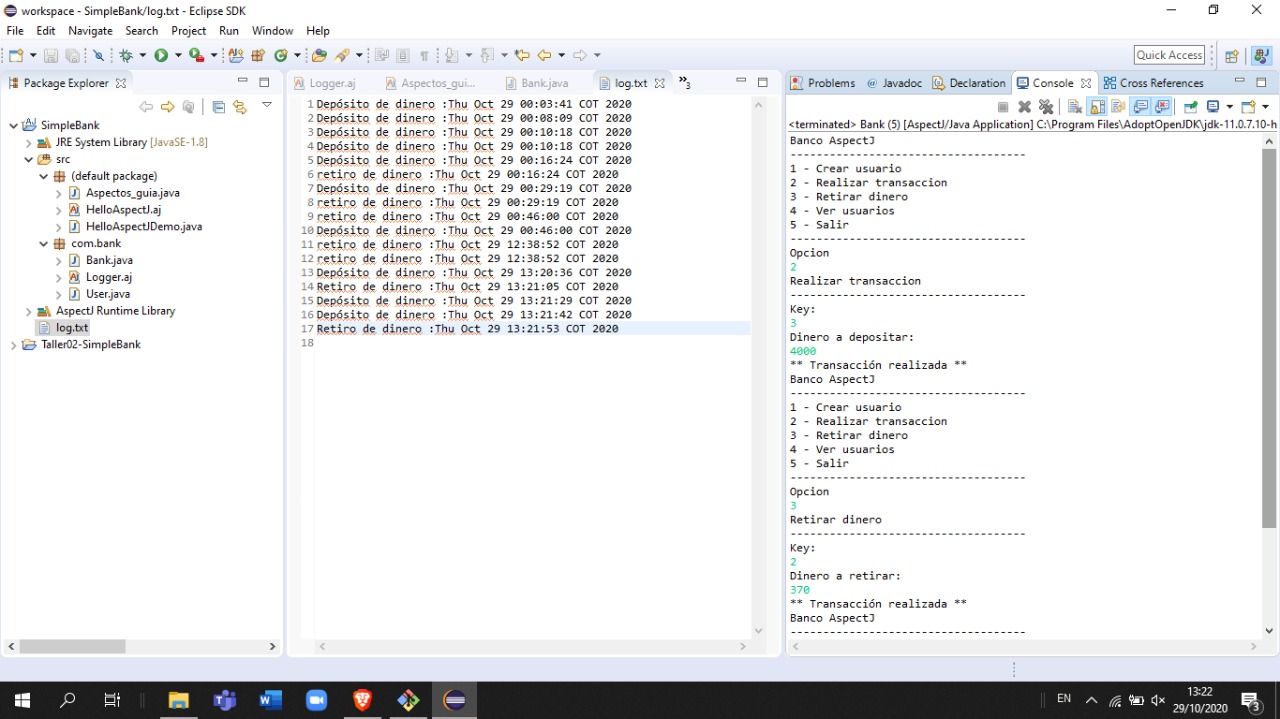 workspace - SimpleBank/log.txt - Eclipse SDK
File Edit Navigate Search Project Run Window Help
Quick Access
Package Explorer
SimpleBank
JRE System Library [JavaSE-1.8]
src
(default package)
Aspectos_guia.java
HelloAspectJ.aj
HelloAspectJDemo.java
com.bank
Bank.java
Logger.aj
User.java
AspectJ Runtime Library
log.txt
Taller02-SimpleBank
Logger.aj Aspectos_gui... Bank.java log.txt »3
1 Depósito de dinero :Thu Oct 29 00:03:41 COT 2020
2 Depósito de dinero :Thu Oct 29 00:08:09 COT 2020
3 Depósito de dinero :Thu Oct 29 00:10:18 COT 2020
4 Depósito de dinero :Thu Oct 29 00:10:18 COT 2020
5 Depósito de dinero :Thu Oct 29 00:16:24 COT 2020
6 retiro de dinero :Thu Oct 29 00:16:24 COT 2020
7 Depósito de dinero :Thu Oct 29 00:29:19 COT 2020
8 retiro de dinero :Thu Oct 29 00:29:19 COT 2020
9 retiro de dinero :Thu Oct 29 00:46:00 COT 2020
10 Depósito de dinero :Thu Oct 29 00:46:00 COT 2020
11 retiro de dinero :Thu Oct 29 12:38:52 COT 2020
12 retiro de dinero :Thu Oct 29 12:38:52 COT 2020
13 Depósito de dinero :Thu Oct 29 13:20:36 COT 2020
14 Retiro de dinero :Thu Oct 29 13:21:05 COT 2020
15 Depósito de dinero :Thu Oct 29 13:21:29 COT 2020
16 Depósito de dinero :Thu Oct 29 13:21:42 COT 2020
17 Retiro de dinero :Thu Oct 29 13:21:53 COT 2020
18
Problems Javadoc Declaration Console Cross References
<terminated> Bank (5) [AspectJ/Java Application] C:\Program Files\AdoptOpenJDK\jdk-11.0.7.10-h
Banco AspectJ
-----------------------------------
1 - Crear usuario
2 - Realizar transaccion
3 - Retirar dinero
4 - Ver usuarios
5 - Salir
-----------------------------------
Opcion
2
Realizar transaccion
-----------------------------------
Key:
3
Dinero a depositar:
4000
** Transacción realizada **
Banco AspectJ
-----------------------------------
1 - Crear usuario
2 - Realizar transaccion
3 - Retirar dinero
4 - Ver usuarios
5 - Salir
-----------------------------------
Opcion
3
Retirar dinero
-----------------------------------
Key:
2
Dinero a retirar:
370
** Transacción realizada **
Banco AspectJ
-----------------------------------
EN
13:22
29/10/2020
3